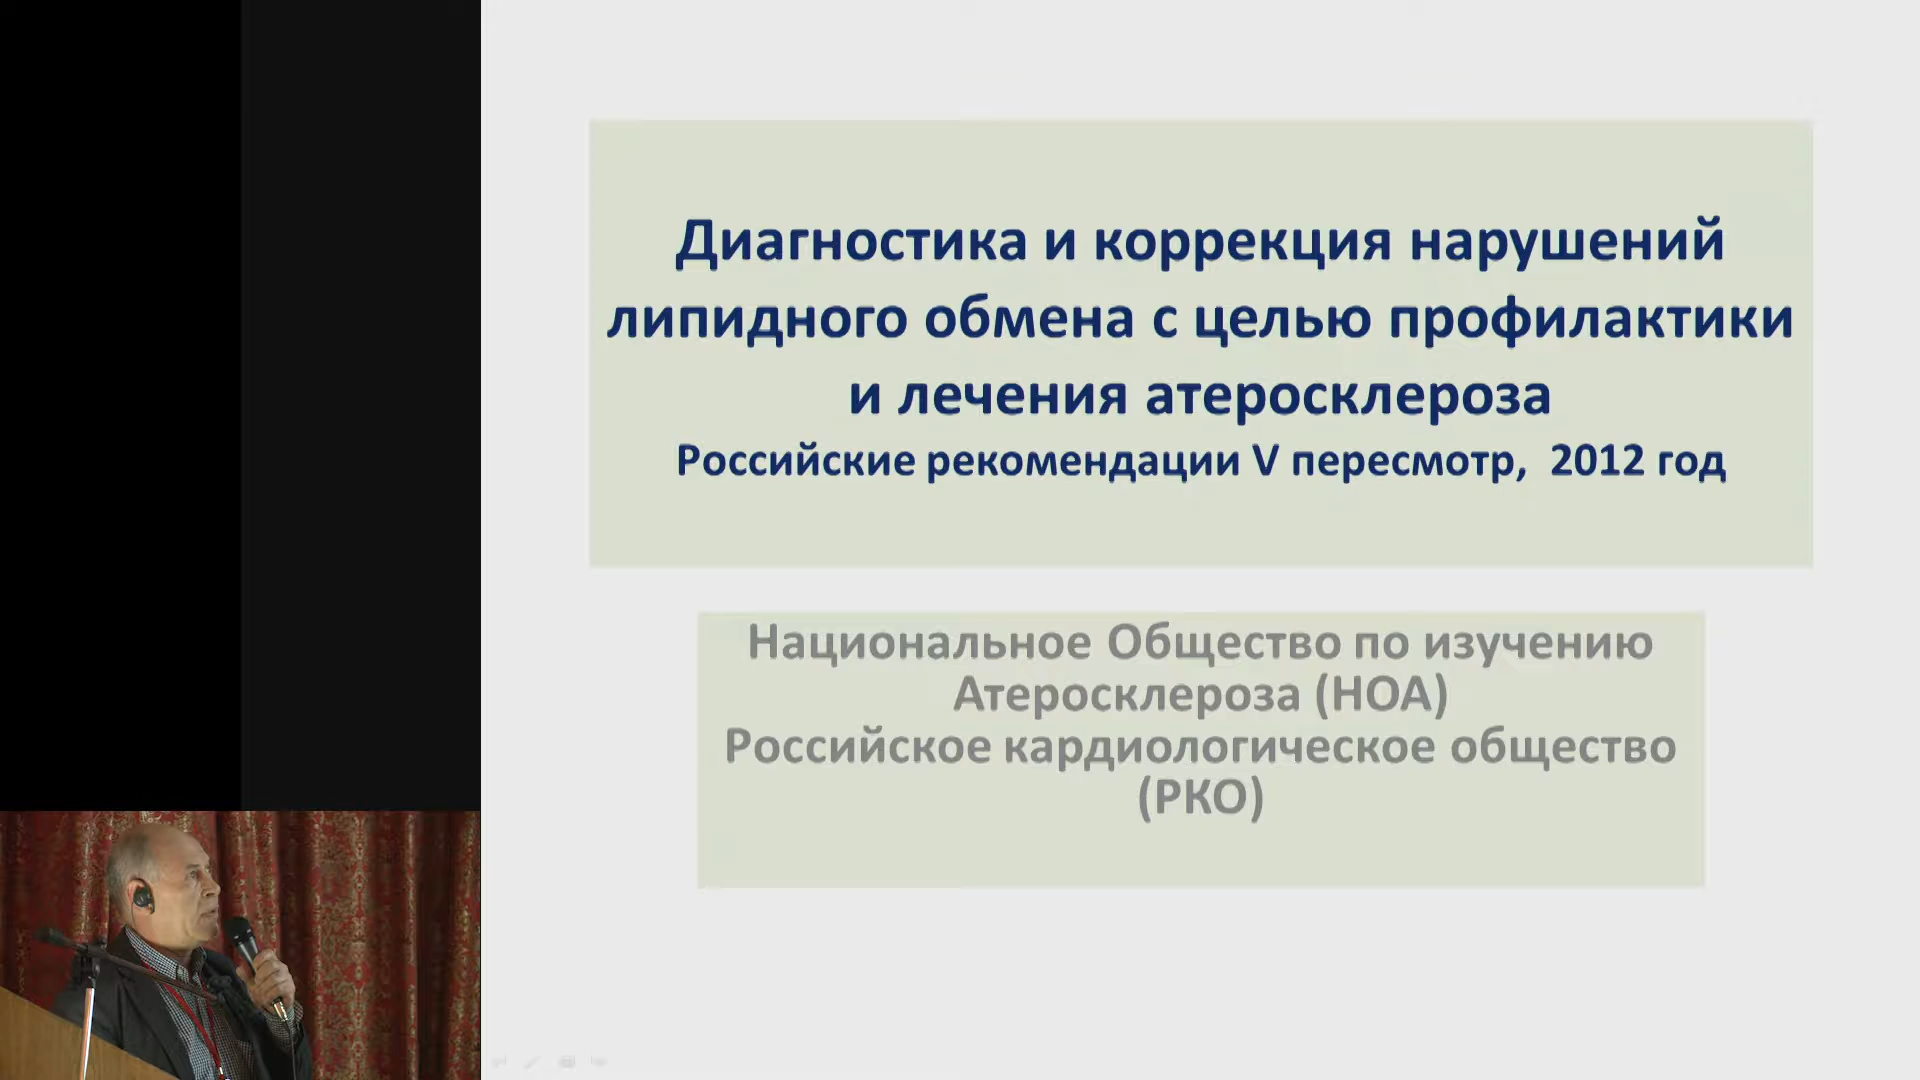 Диагностика и коррекция нарушений
липидного обмена с целью профилактики
и лечения атеросклероза
Российские рекомендации V пересмотр, 2012 год
Национальное Общество по изучению
Атеросклероза (НОА)
Российское кардиологическое общество
(РКО)